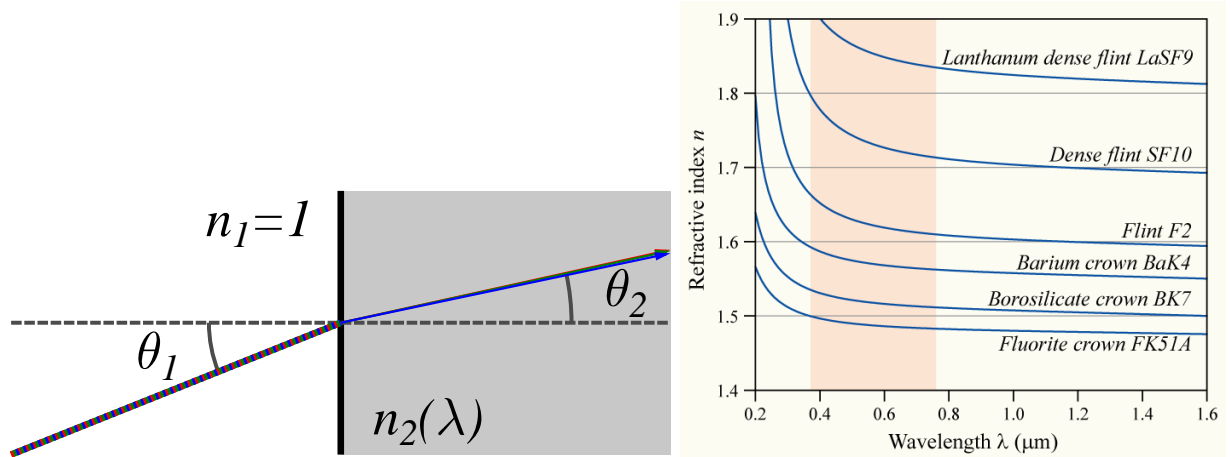 n1=1
θ1
θ2
n2(λ)
Refractive index n
1.9
1.8
1.7
1.6
1.5
1.4
Lanthanum dense flint LaSF9
Dense flint SF10
Flint F2
Barium crown BaK4
Borosilicate crown BK7
Fluorite crown FK51A
0.2 0.4 0.6 0.8 1.0 1.2 1.4 1.6
Wavelength λ (μm)